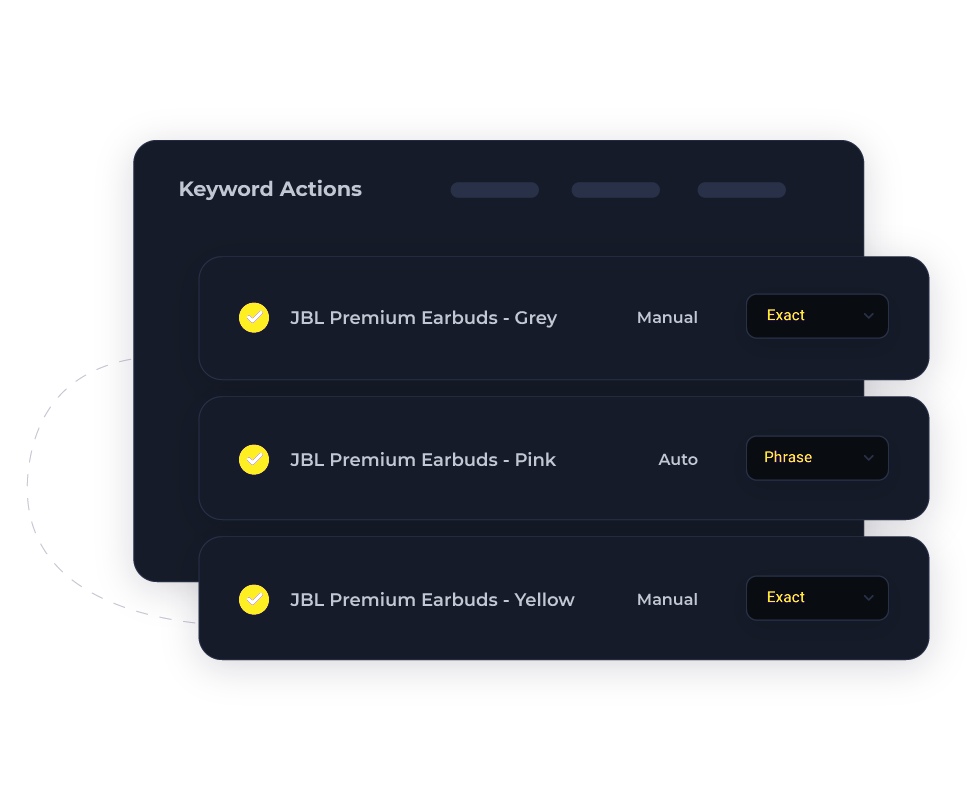 Keyword Actions
JBL Premium Earbuds - Grey Manual Exact
JBL Premium Earbuds - Pink Auto Phrase
JBL Premium Earbuds - Yellow Manual Exact